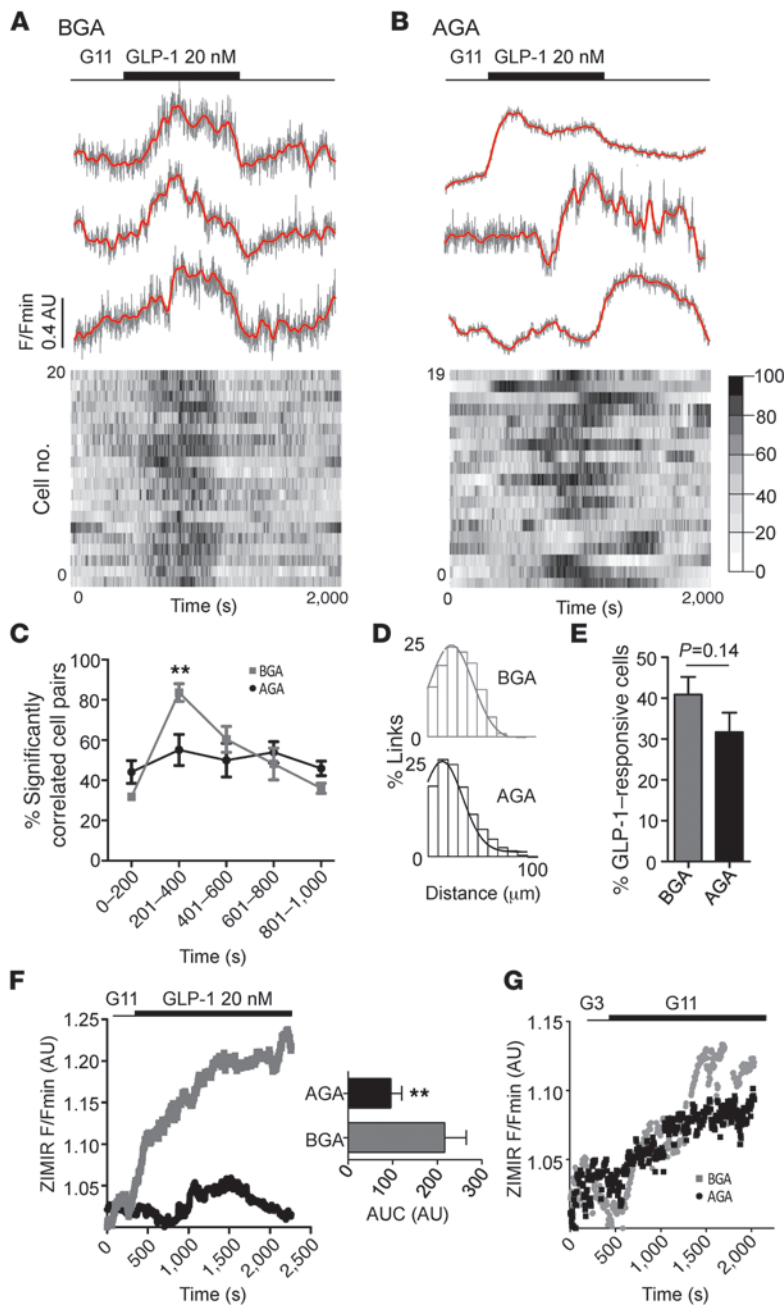 A BGA
G11 GLP-1 20 nM
F/Fmin
0.4 AU
20
Cell no.
0
0 Time (s) 2,000
B AGA
G11 GLP-1 20 nM
19
0
0 Time (s) 2,000
100
80
60
40
20
0
C
% Significantly
correlated cell pairs
100
80
60
40
20
0
**
BGA
AGA
0–200
201–400
401–600
601–800
801–1,000
Time (s)
D
% Links
25
BGA
25
AGA
100
Distance (μm)
E
% GLP-1–responsive cells
P=0.14
50
40
30
20
10
0
BGA
AGA
F
G11 GLP-1 20 nM
ZIMIR F/Fmin (AU)
1.25
1.20
1.15
1.10
1.05
0
500
1,000
1,500
2,000
2,500
Time (s)
AGA **
BGA
0
100
200
300
AUC (AU)
G
G3 G11
ZIMIR F/Fmin (AU)
1.15
1.10
1.05
BGA
AGA
0
500
1,000
1,500
2,000
Time (s)